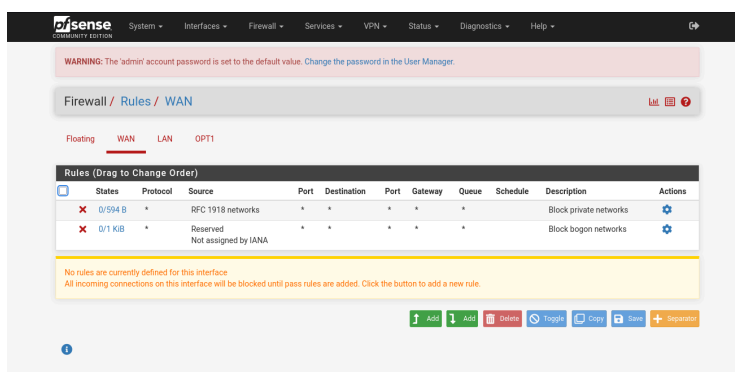 pfsense System Interfaces Firewall Services VPN Status Diagnostics Help
COMMUNITY EDITION
WARNING: The 'admin' account password is set to the default value. Change the password in the User Manager.
Firewall / Rules / WAN
Floating WAN LAN OPT1
Rules (Drag to Change Order)
States Protocol Source Port Destination Port Gateway Queue Schedule Description Actions
0/594 B * RFC 1918 networks * * * * * Block private networks
0/1 KiB * Reserved * * * * * Block bogon networks
Not assigned by IANA
No rules are currently defined for this interface
All incoming connections on this interface will be blocked until pass rules are added. Click the button to add a new rule.
Add Add Delete Toggle Copy Save Separator